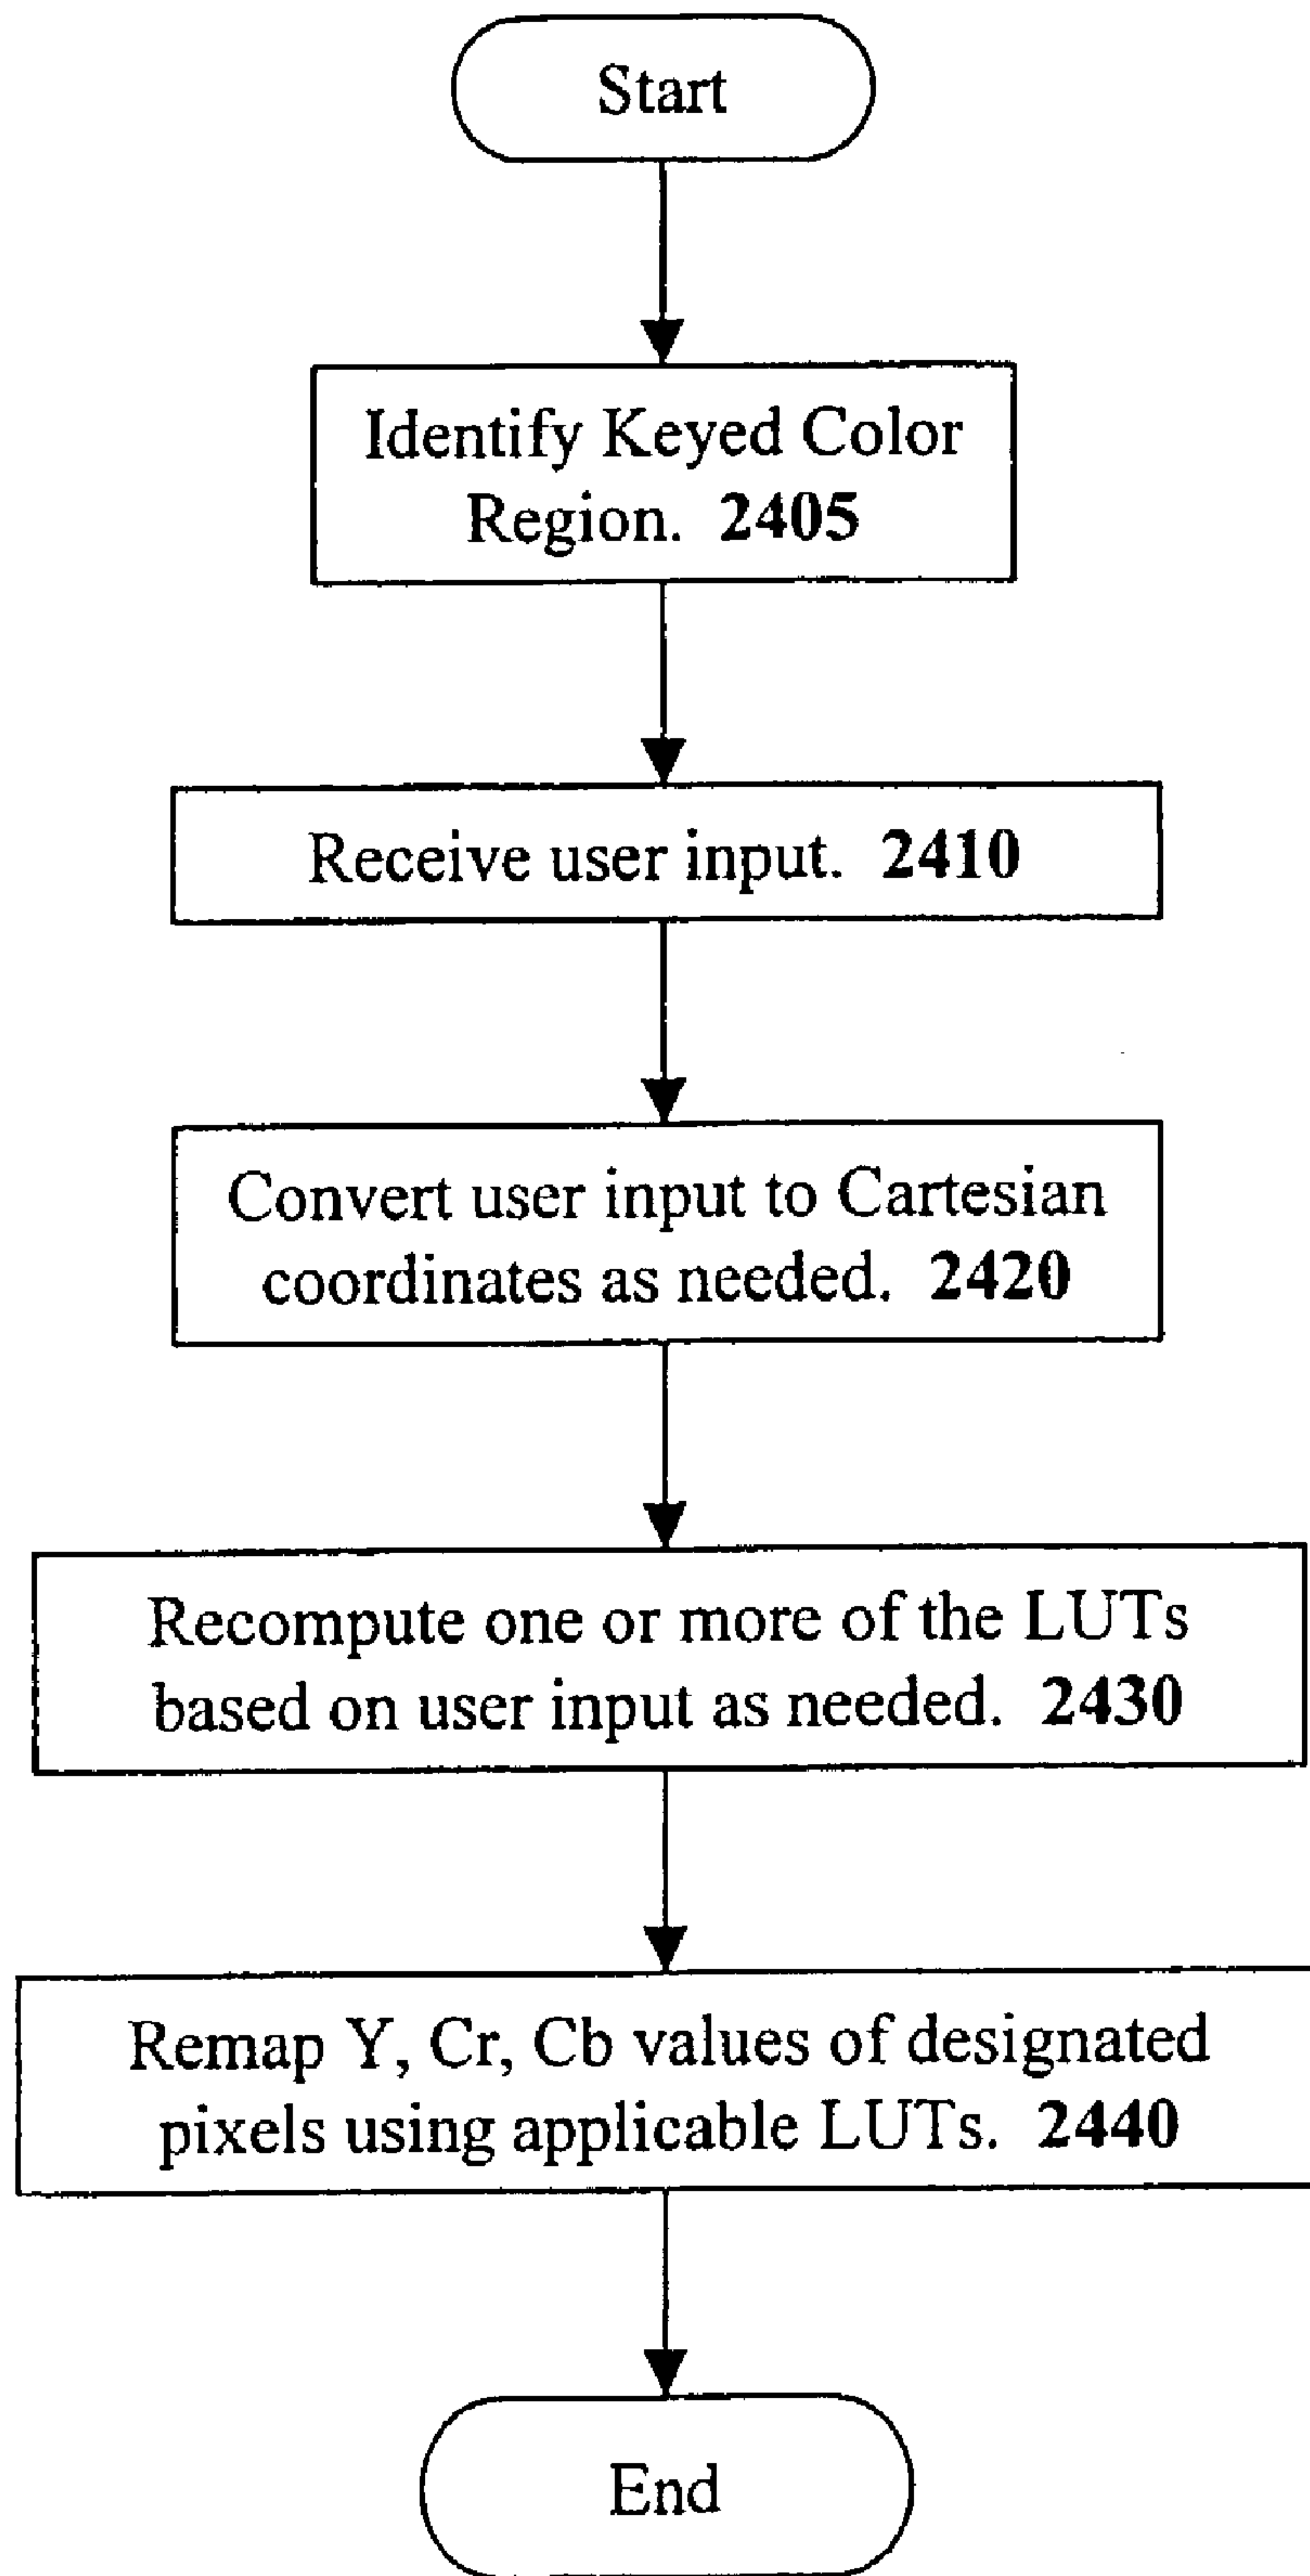 Start
Identify Keyed Color
Region. 2405
Receive user input. 2410
Convert user input to Cartesian
coordinates as needed. 2420
Recompute one or more of the LUTs
based on user input as needed. 2430
Remap Y, Cr, Cb values of designated
pixels using applicable LUTs. 2440
End